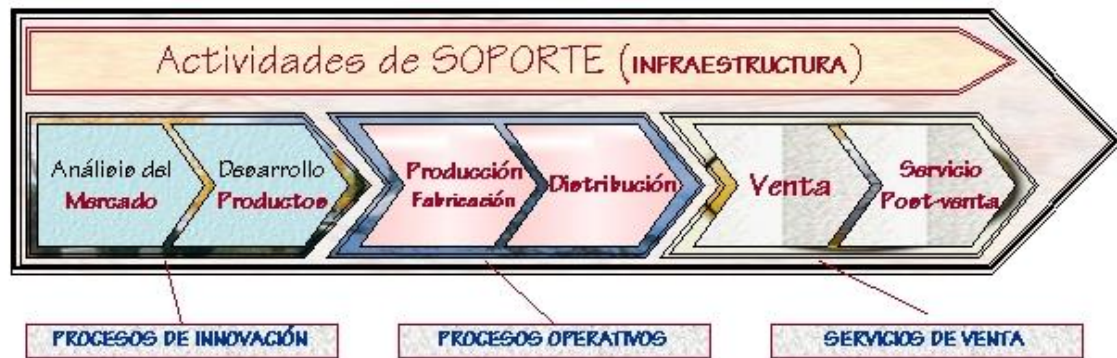 Actividades de SOPORTE (INFRAESTRUCTURA)
Análisis del
Mercado
Desarrollo
Productos
Producción
Fabricación
Distribución
Venta
Servicio
Post-venta
PROCESOS DE INNOVACIÓN
PROCESOS OPERATIVOS
SERVICIOS DE VENTA